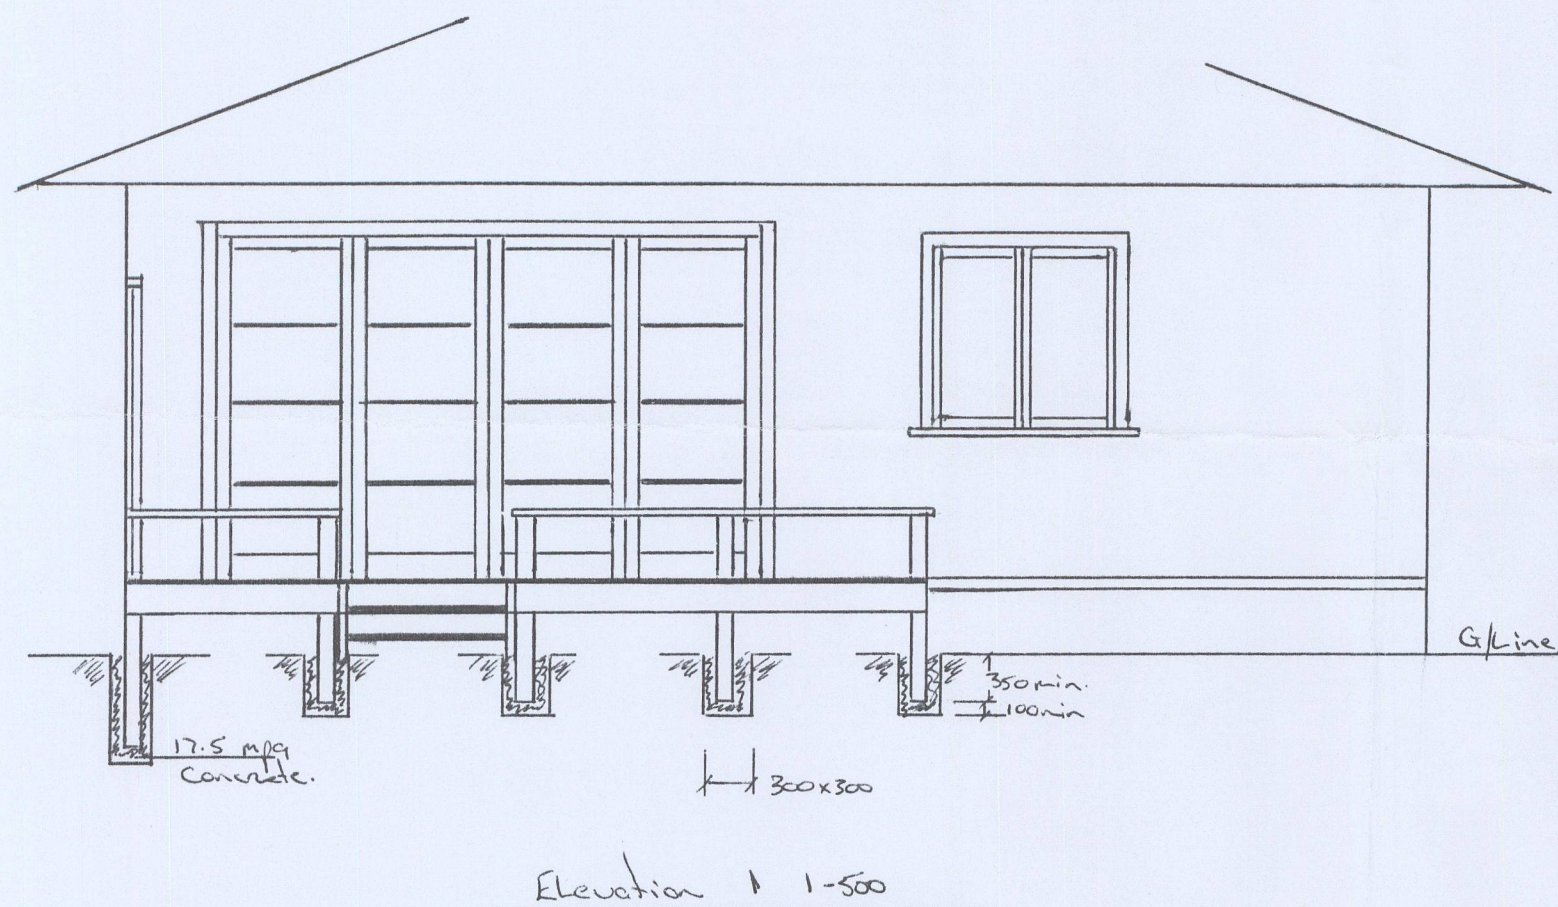 G/Line
350 min.
100 min
17.5 mpa
Concrete.
300x300
Elevation 1 1-500